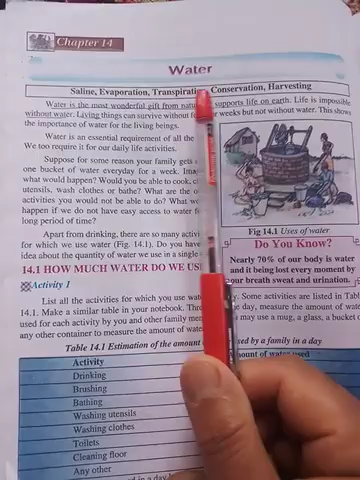 Chapter 14
Water
Saline, Evaporation, Transpiration, Conservation, Harvesting
Water is the most wonderful gift from supports life on earth. Life is impossible
without water. Living things can survive without weeks but not without water. This shows
the importance of water for the living beings.
Water is an essential requirement of all the
We too require it for our daily life activities.
Suppose for some reason your family gets
one bucket of water everyday for a week.
what would happen? Would you be able to cook,
utensils, wash clothes or bathe? What are the
activities you would not be able to do? What
happen if we do not have easy access to water
long period of time?
Apart from drinking, there are so many
for which we use water (Fig. 14.1). Do you have
idea about the quantity of water we use in a single
Fig 14.1 Uses of water
Do You Know?
Nearly 70% of our body is water
and it being lost every moment by
our breath sweat and urination.
14.1 HOW MUCH WATER DO WE
Activity 1
List all the activities for which you use day. Some activities are listed in
14.1. Make a similar table in your notebook. the day, measure the amount of
used for each activity by you and other family may use a mug, a glass, a bucket
any other container to measure the amount of
Table 14.1 Estimation of the amount used by a family in a day
Activity amount of water used
Drinking
Brushing
Bathing
Washing utensils
Washing clothes
Toilets
Cleaning floor
Any other